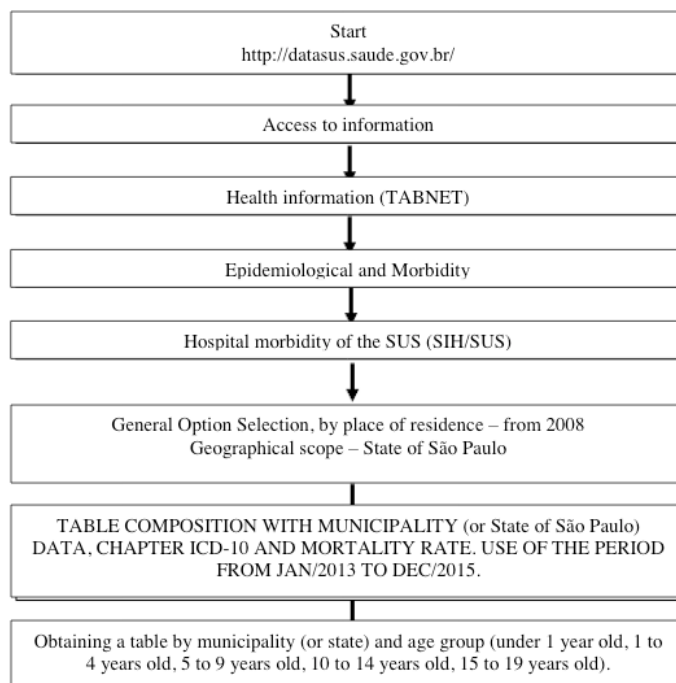 Start
http://datasus.saude.gov.br/
Access to information
Health information (TABNET)
Epidemiological and Morbidity
Hospital morbidity of the SUS (SIH/SUS)
General Option Selection, by place of residence – from 2008
Geographical scope – State of São Paulo
TABLE COMPOSITION WITH MUNICIPALITY (or State of São Paulo)
DATA, CHAPTER ICD-10 AND MORTALITY RATE. USE OF THE PERIOD
FROM JAN/2013 TO DEC/2015.
Obtaining a table by municipality (or state) and age group (under 1 year old, 1 to
4 years old, 5 to 9 years old, 10 to 14 years old, 15 to 19 years old).